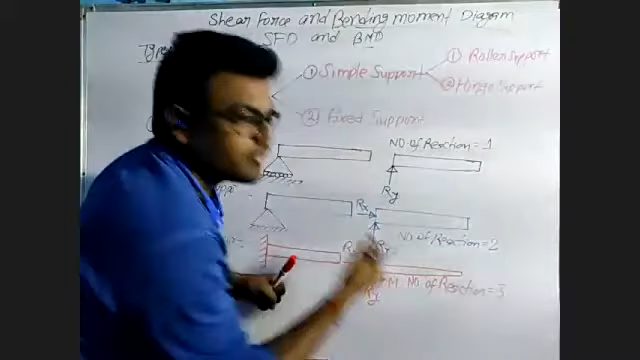 Shear Force and Bending moment Diagram
SFD and BMD
① Simple Support
① Roller Support
② Hinge Support
② Fixed Support
NO of Reaction = 1
Ry
Rx
NO of Reaction = 2
Ry
M NO of Reaction = 3
Ry